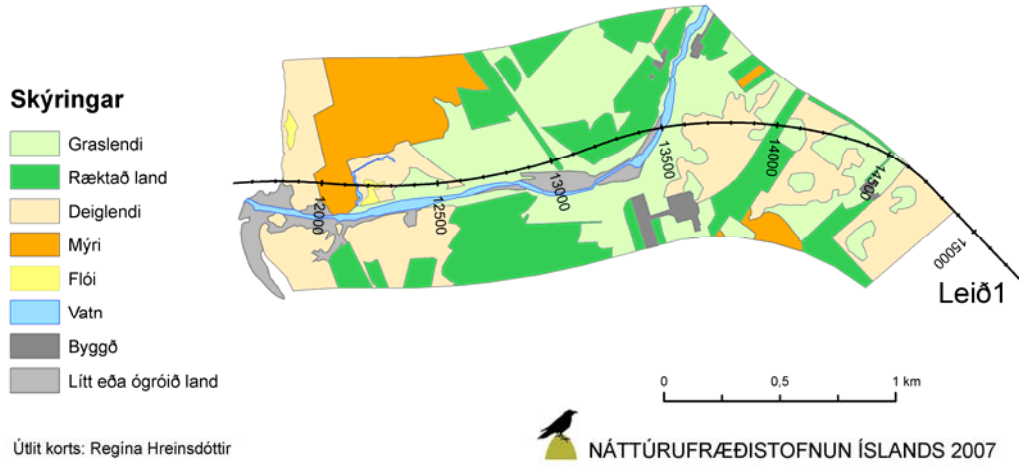 Skýringar
Graslendi
Ræktað land
Deiglendi
Mýri
Flói
Vatn
Byggð
Lítt eða ógróið land
12000
12500
13000
13500
14000
14500
15000
Leið1
0 0,5 1 km
Útlit korts: Regína Hreinsdóttir
NÁTTÚRUFRÆÐISTOFNUN ÍSLANDS 2007